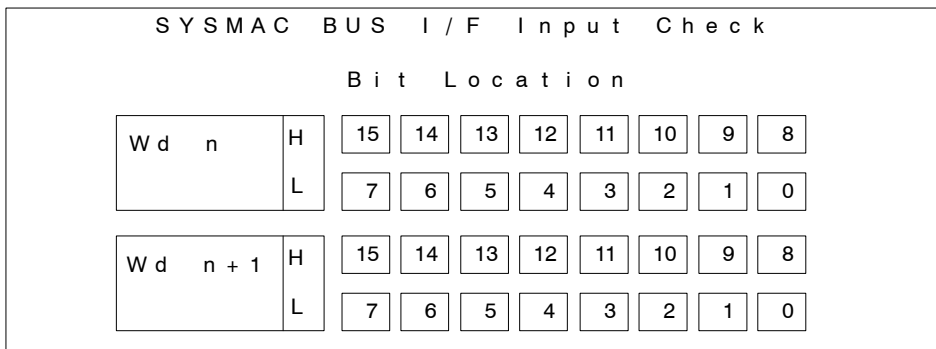 SYSMAC BUS I/F Input Check
Bit Location
Wd n H 15 14 13 12 11 10 9 8
L 7 6 5 4 3 2 1 0
Wd n+1 H 15 14 13 12 11 10 9 8
L 7 6 5 4 3 2 1 0